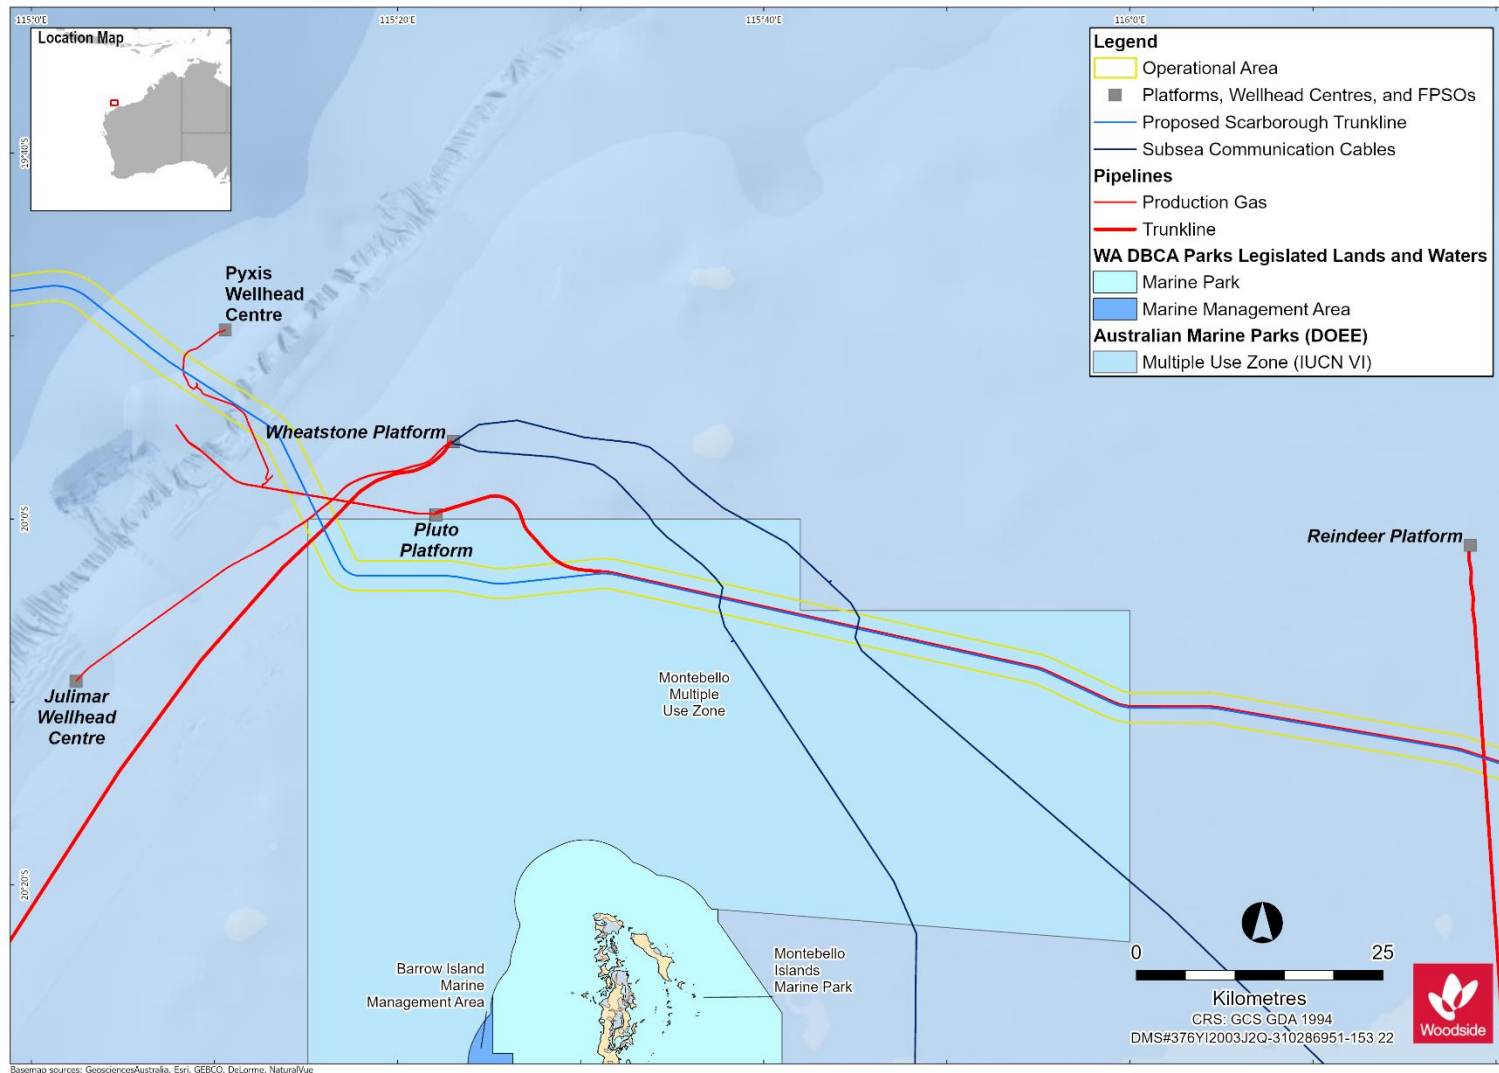 115°0'E
115°20'E
115°40'E
116°0'E
Location Map
19°40'S
20°0'S
20°20'S
Legend
Operational Area
Platforms, Wellhead Centres, and FPSOs
Proposed Scarborough Trunkline
Subsea Communication Cables
Pipelines
Production Gas
Trunkline
WA DBCA Parks Legislated Lands and Waters
Marine Park
Marine Management Area
Australian Marine Parks (DOEE)
Multiple Use Zone (IUCN VI)
Pyxis
Wellhead
Centre
Wheatstone Platform
Pluto
Platform
Reindeer Platform
Julimar
Wellhead
Centre
Montebello
Multiple
Use Zone
Barrow Island
Marine
Management Area
Montebello
Islands
Marine Park
0 25
Kilometres
CRS: GCS GDA 1994
DMS#376YI2003J2Q-310286951-153 22
Woodside
Basemap sources: GeosciencesAustralia, Esri, GEBCO, DeLorme, NaturalVue